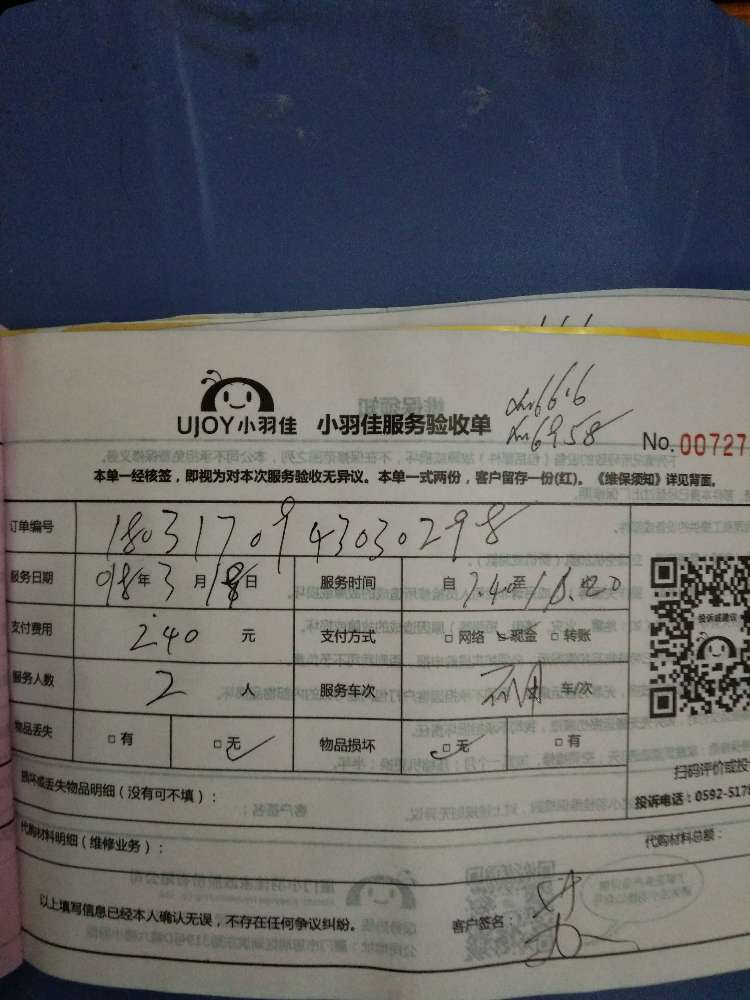 UJOY小羽佳 小羽佳服务验收单
No. 00727
本单一经核签，即视为对本次服务验收无异议。本单一式两份，客户留存一份(红)。《维保须知》详见背面。
订单编号 1803170943030298
服务日期 018年3月18日 服务时间 自 7.40至
支付费用 240 元 支付方式 □网络 ☑现金 □转账
投诉或建议
服务人数 2 人 服务车次 车/次
物品丢失 □有 □无✓ 物品损坏 □无✓ □有
扫码评价或投
损坏或丢失物品明细（没有可不填）：
投诉电话：0592-5178
代购材料明细（维修业务）： 代购材料总额：
以上填写信息已经本人确认无误，不存在任何争议纠纷。 客户签名：